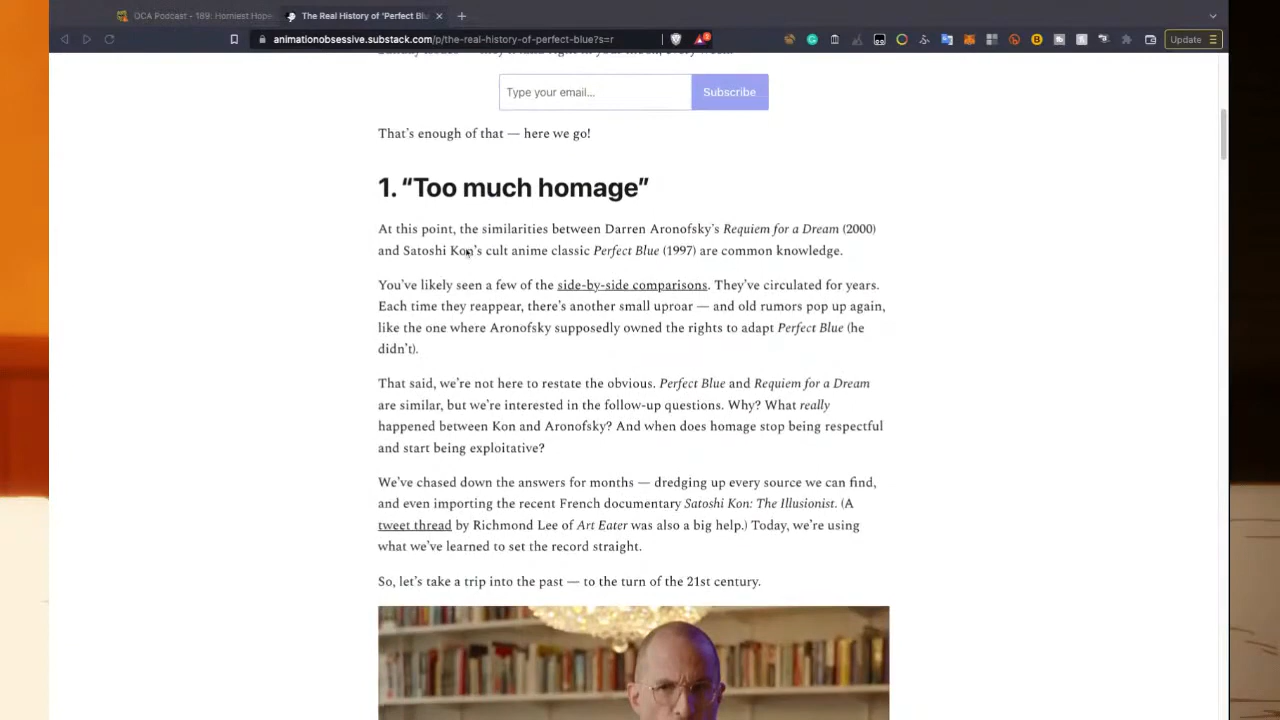 OCA Podcast - 189: Horniest Hope
The Real History of 'Perfect Blu
animationobsessive.substack.com/p/the-real-history-of-perfect-blue?s=r
Update
Type your email...
Subscribe
That's enough of that — here we go!
1. “Too much homage”
At this point, the similarities between Darren Aronofsky's Requiem for a Dream (2000)
and Satoshi Kon's cult anime classic Perfect Blue (1997) are common knowledge.
You've likely seen a few of the side-by-side comparisons. They've circulated for years.
Each time they reappear, there's another small uproar — and old rumors pop up again,
like the one where Aronofsky supposedly owned the rights to adapt Perfect Blue (he
didn't).
That said, we're not here to restate the obvious. Perfect Blue and Requiem for a Dream
are similar, but we're interested in the follow-up questions. Why? What really
happened between Kon and Aronofsky? And when does homage stop being respectful
and start being exploitative?
We've chased down the answers for months — dredging up every source we can find,
and even importing the recent French documentary Satoshi Kon: The Illusionist. (A
tweet thread by Richmond Lee of Art Eater was also a big help.) Today, we're using
what we've learned to set the record straight.
So, let's take a trip into the past — to the turn of the 21st century.